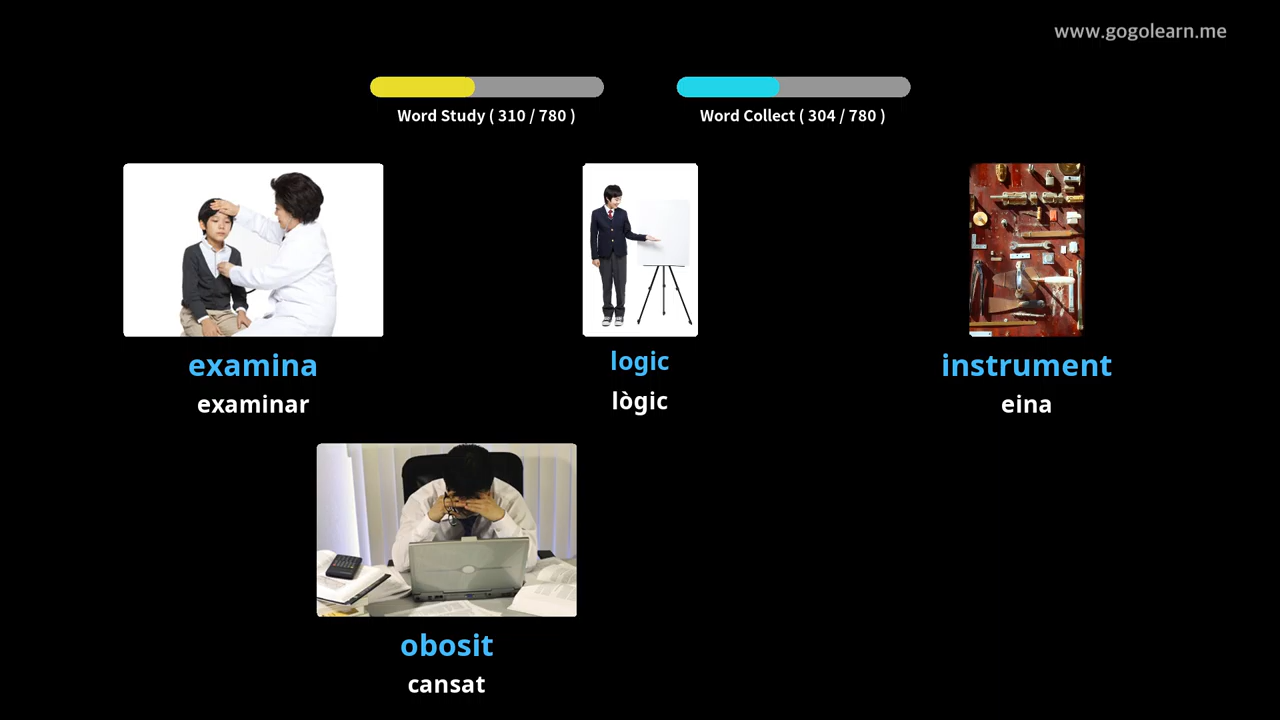 www.gogolearn.me
Word Study ( 310 / 780 )
Word Collect ( 304 / 780 )
examina
examinar
logic
lògic
instrument
eina
obosit
cansat